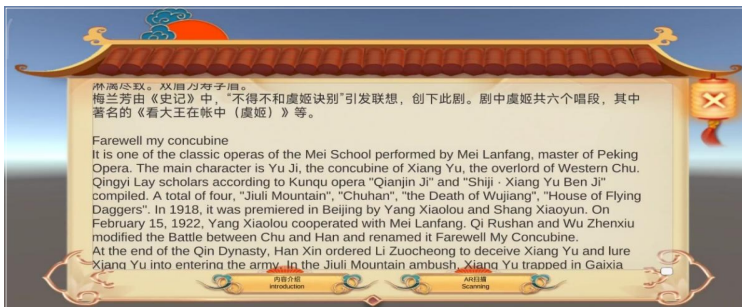 淋漓尽致。双眉为寿字眉。
梅兰芳由《史记》中，“不得不和虞姬诀别”引发联想，创下此剧。剧中虞姬共六个唱段，其中
著名的《看大王在帐中（虞姬）》等。
Farewell my concubine
It is one of the classic operas of the Mei School performed by Mei Lanfang, master of Peking
Opera. The main character is Yu Ji, the concubine of Xiang Yu, the overlord of Western Chu.
Qingyi Lay scholars according to Kunqu opera "Qianjin Ji" and "Shiji · Xiang Yu Ben Ji"
compiled. A total of four, "Jiuli Mountain", "Chuhan", "the Death of Wujiang", "House of Flying
Daggers". In 1918, it was premiered in Beijing by Yang Xiaolou and Shang Xiaoyun. On
February 15, 1922, Yang Xiaolou cooperated with Mei Lanfang. Qi Rushan and Wu Zhenxiu
modified the Battle between Chu and Han and renamed it Farewell My Concubine.
At the end of the Qin Dynasty, Han Xin ordered Li Zuocheng to deceive Xiang Yu and lure
Xiang Yu into entering the army. In the Jiuli Mountain ambush, Xiang Yu trapped in Gaixia
内容介绍
introduction
AR扫描
Scanning